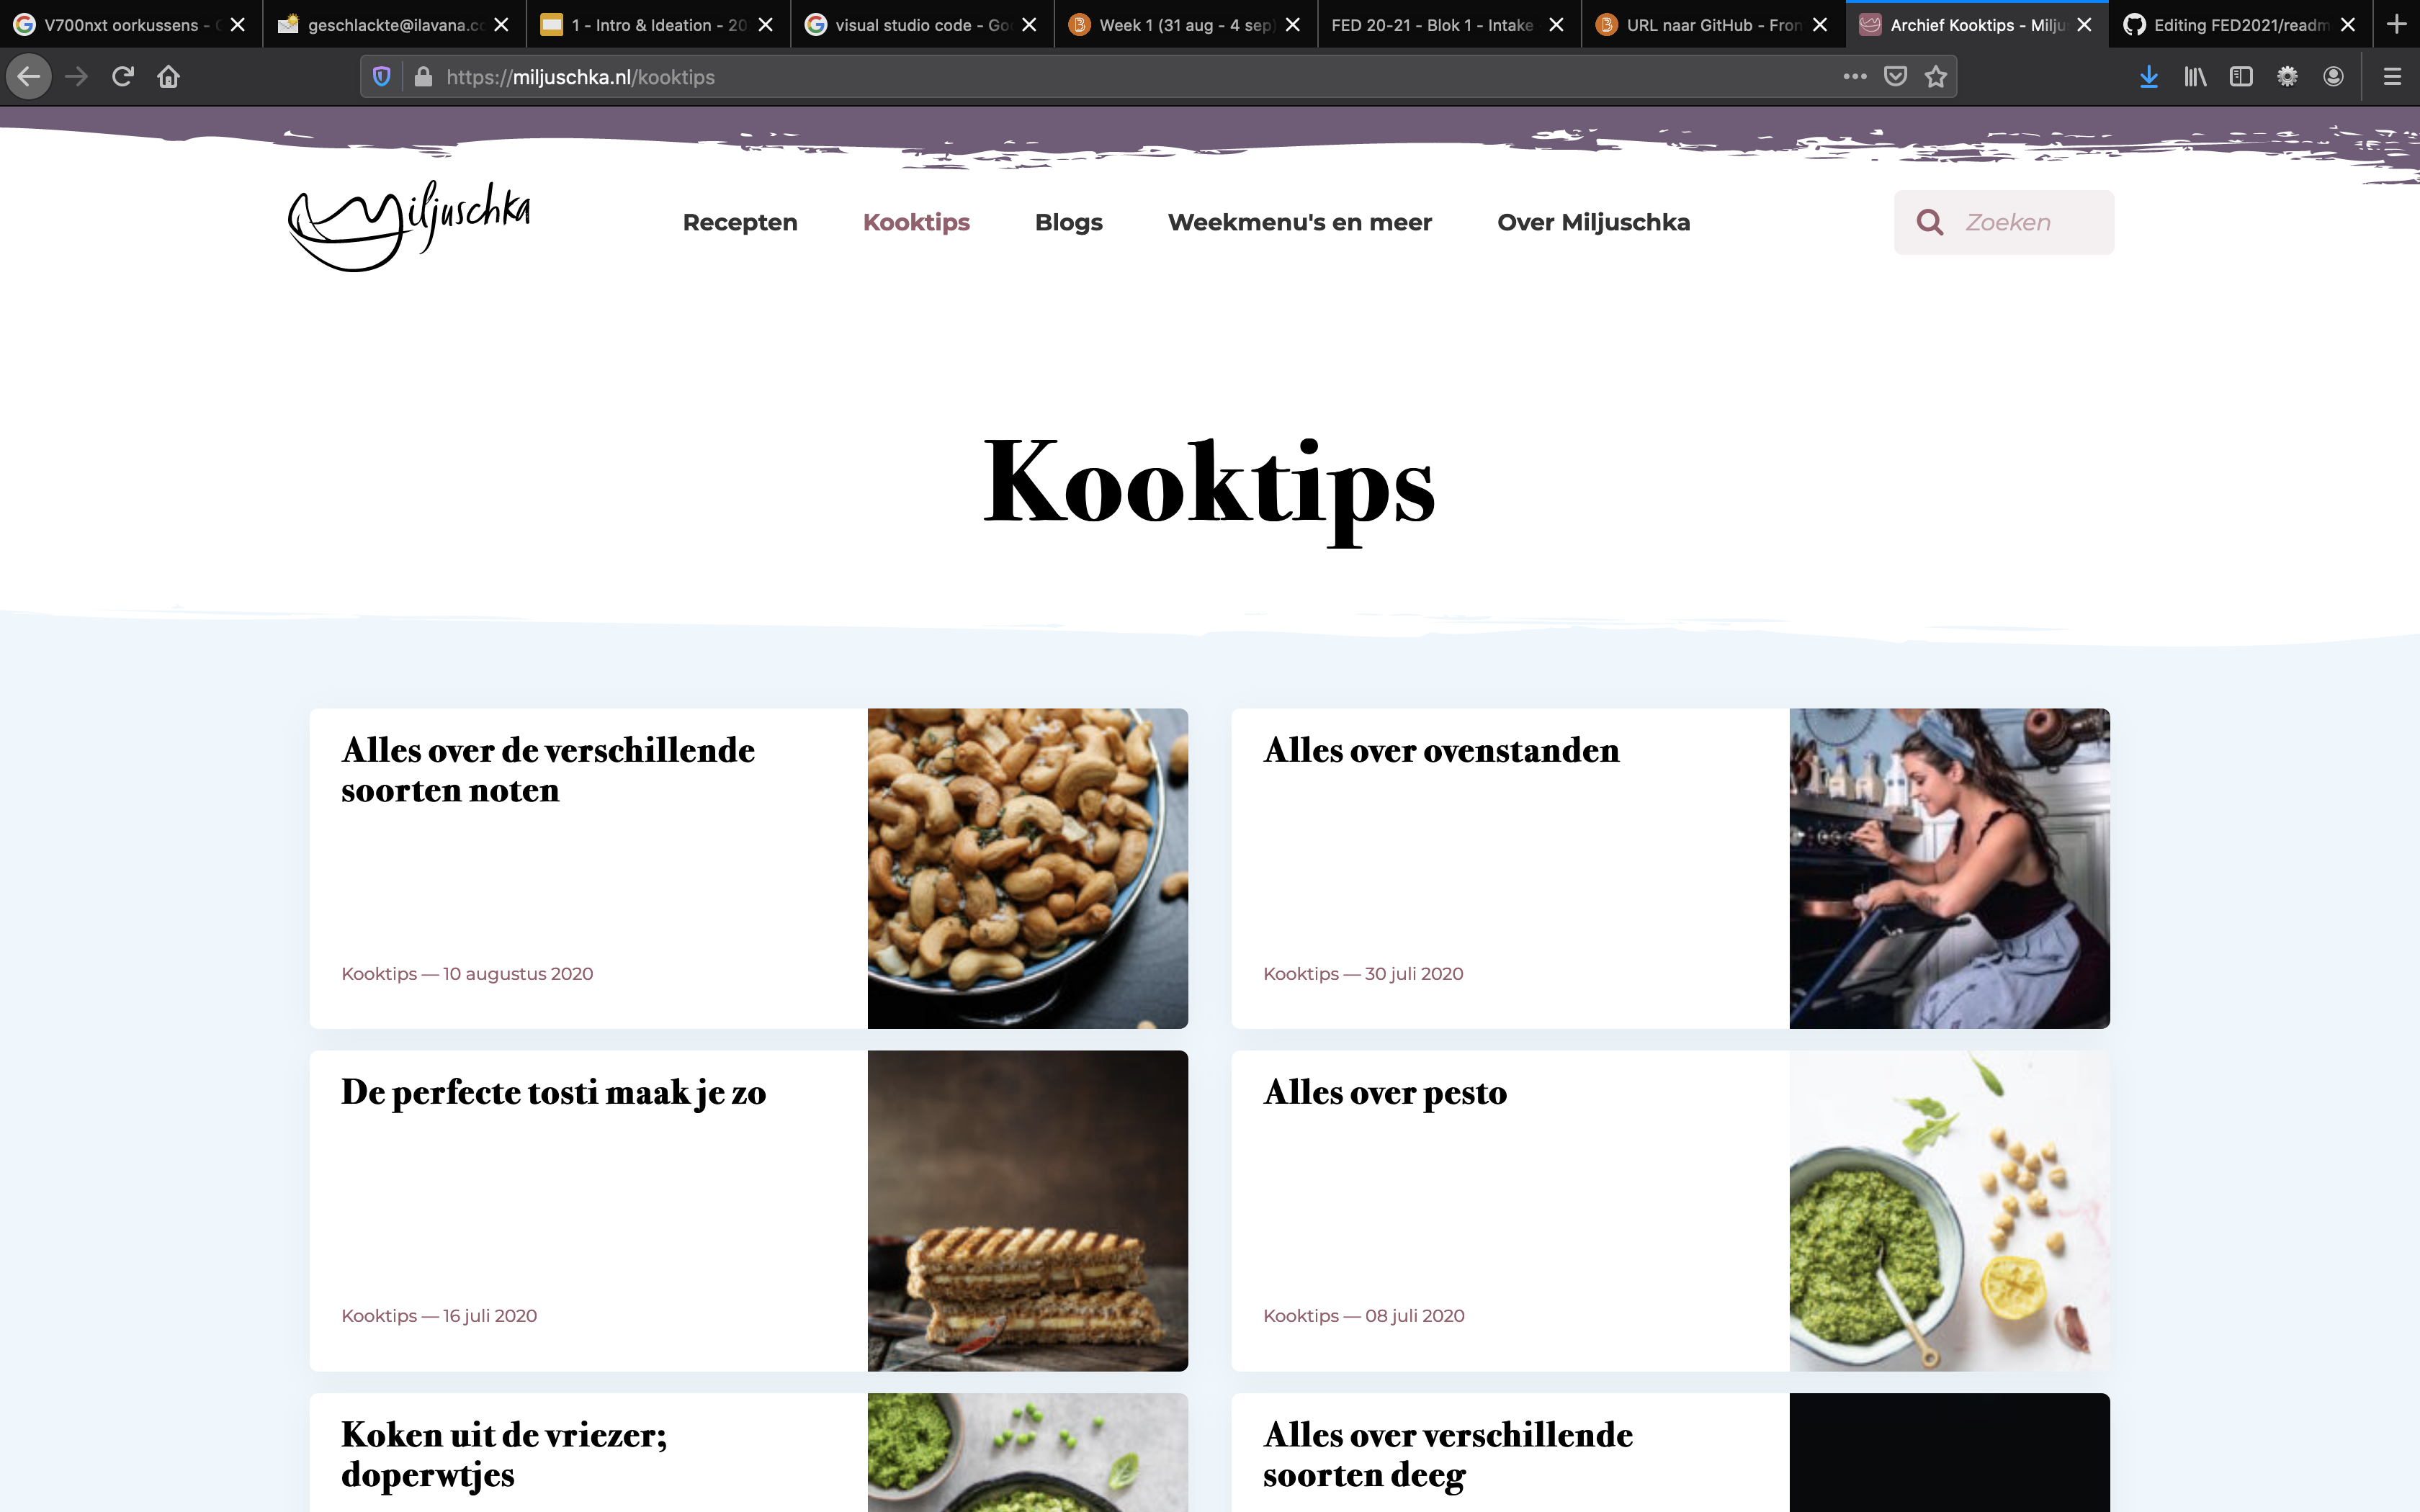 V700nxt oorkussens -
geschlackte@ilavana.co
1 - Intro & Ideation - 20
visual studio code - Go
Week 1 (31 aug - 4 sep)
FED 20-21 - Blok 1 - Intake
URL naar GitHub - Fron
Archief Kooktips - Milju
Editing FED2021/readm
https://miljuschka.nl/kooktips
Miljuschka
Recepten
Kooktips
Blogs
Weekmenu's en meer
Over Miljuschka
Zoeken
Kooktips
Alles over de verschillende
soorten noten
Kooktips — 10 augustus 2020
Alles over ovenstanden
Kooktips — 30 juli 2020
De perfecte tosti maak je zo
Kooktips — 16 juli 2020
Alles over pesto
Kooktips — 08 juli 2020
Koken uit de vriezer;
doperwtjes
Alles over verschillende
soorten deeg